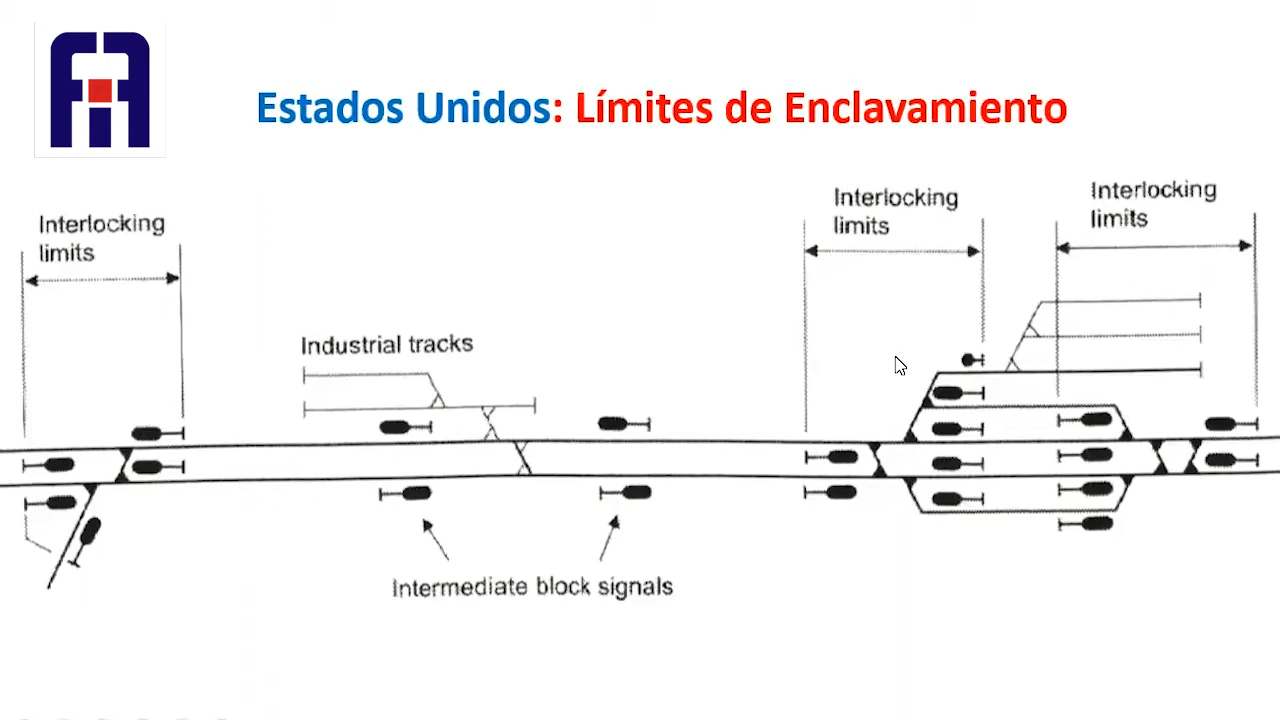 Estados Unidos: Límites de Enclavamiento
Interlocking
limits
Interlocking
limits
Interlocking
limits
Industrial tracks
Intermediate block signals